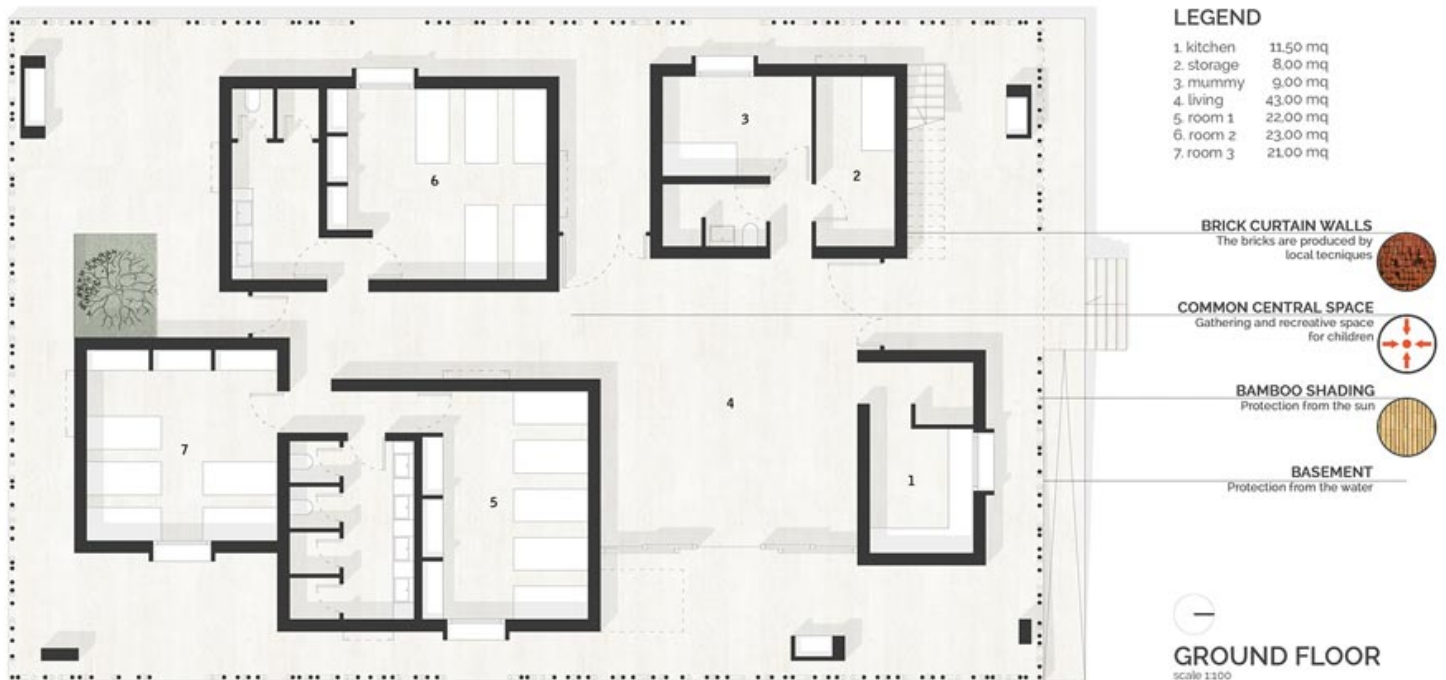 LEGEND
1. kitchen 11,50 mq
2. storage 8,00 mq
3. mummy 9,00 mq
4. living 43,00 mq
5. room 1 22,00 mq
6. room 2 23,00 mq
7. room 3 21,00 mq
BRICK CURTAIN WALLS
The bricks are produced by
local tecniques
COMMON CENTRAL SPACE
Gathering and recreative space
for children
BAMBOO SHADING
Protection from the sun
BASEMENT
Protection from the water
GROUND FLOOR
scale 1:100
3
2
6
4
7
1
5